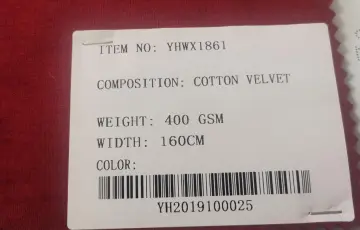 ITEM NO: YHWX1861
COMPOSITION: COTTON VELVET
WEIGHT: 400 GSM
WIDTH: 160CM
COLOR:
YH2019100025